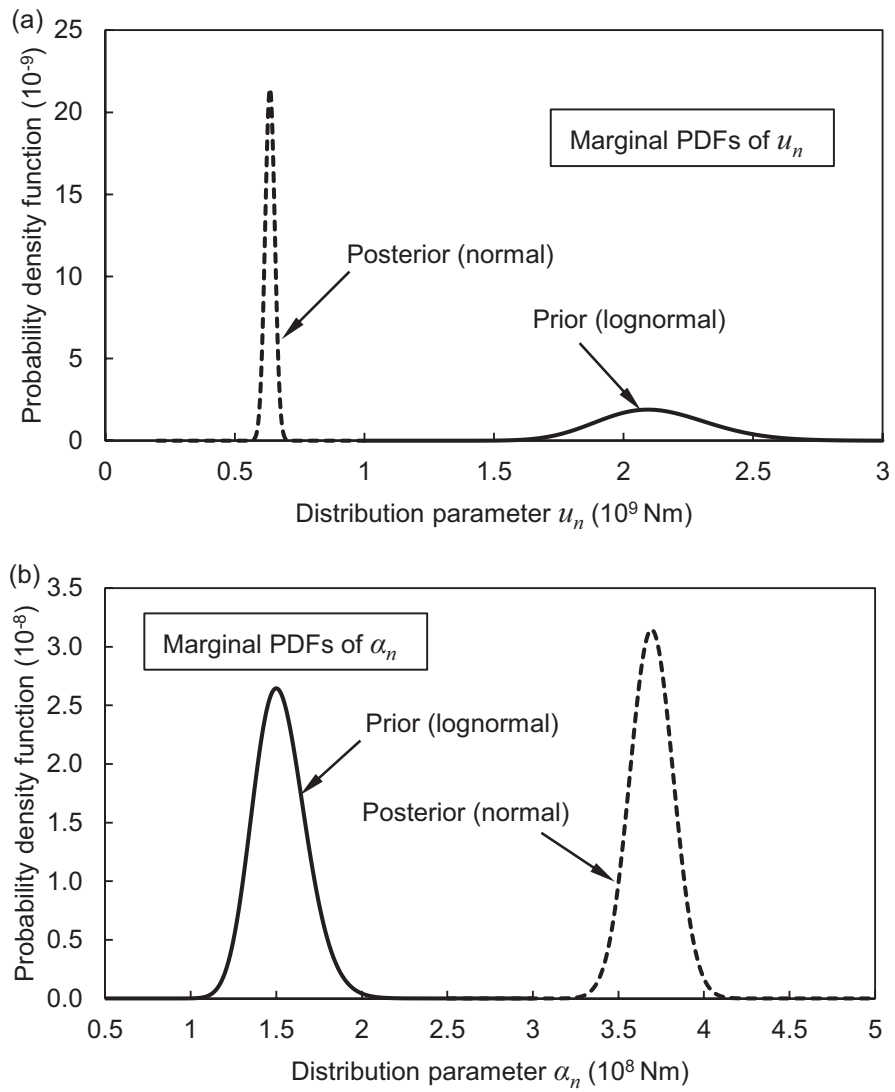 (a)
25
20
15
10
5
0
Probability density function (10⁻⁹)
Marginal PDFs of uₙ
Posterior (normal)
Prior (lognormal)
0 0.5 1 1.5 2 2.5 3
Distribution parameter uₙ (10⁹ Nm)
(b)
3.5
3.0
2.5
2.0
1.5
1.0
0.5
0.0
Probability density function (10⁻⁸)
Marginal PDFs of αₙ
Prior (lognormal)
Posterior (normal)
0.5 1 1.5 2 2.5 3 3.5 4 4.5 5
Distribution parameter αₙ (10⁸ Nm)